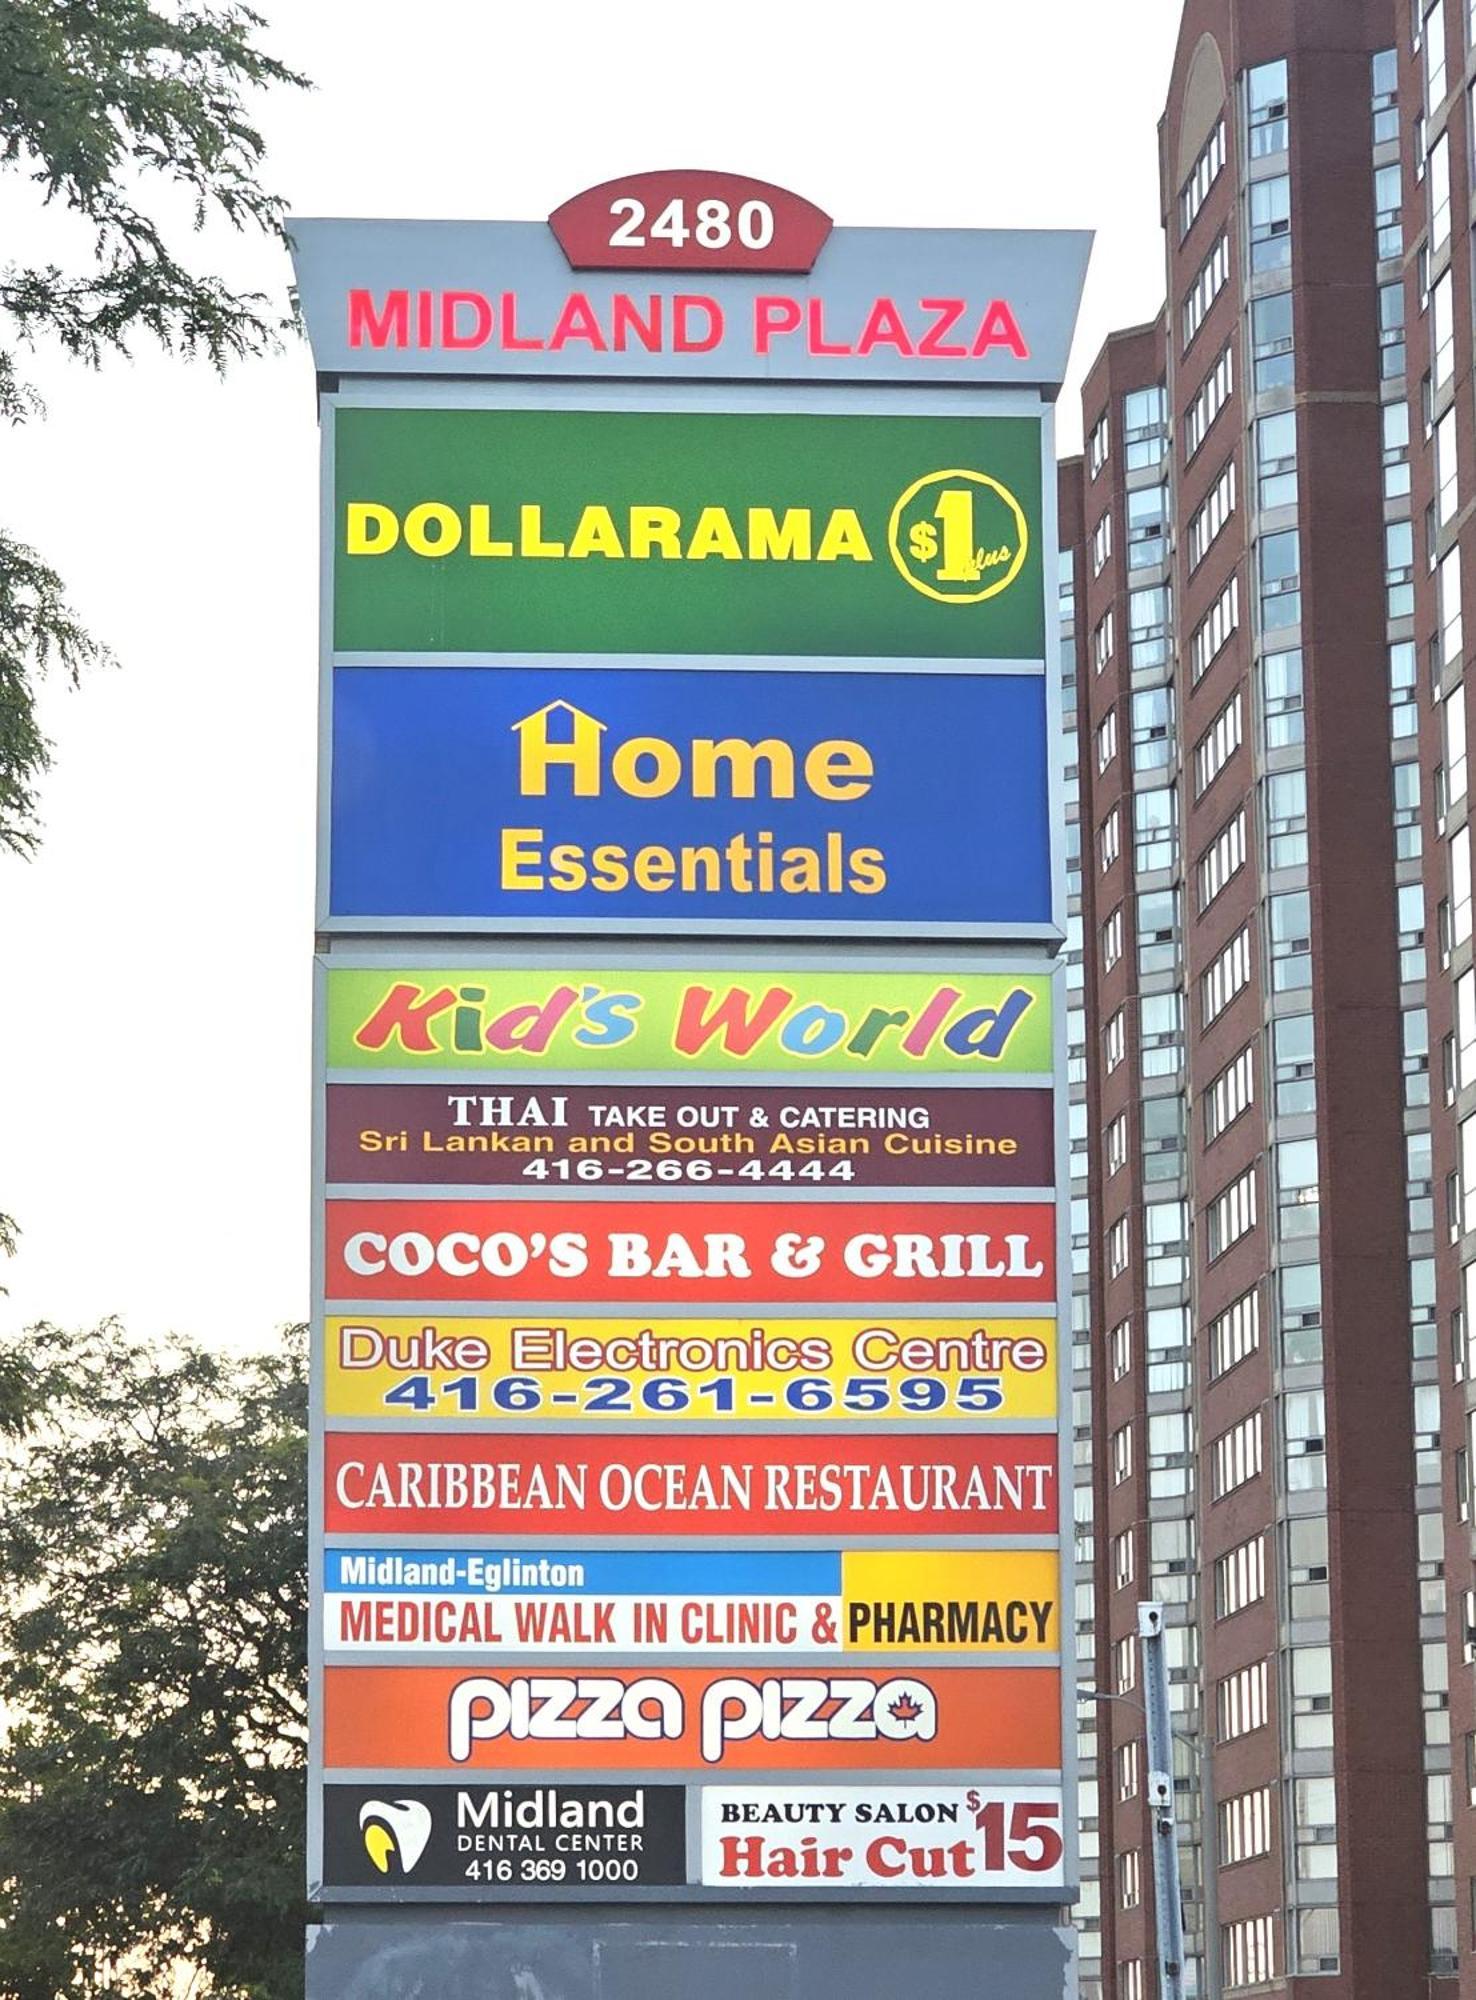 2480
MIDLAND PLAZA
DOLLARAMA $1 plus
Home
Essentials
Kid's World
THAI TAKE OUT & CATERING
Sri Lankan and South Asian Cuisine
416-266-4444
COCO'S BAR & GRILL
Duke Electronics Centre
416-261-6595
CARIBBEAN OCEAN RESTAURANT
Midland-Eglinton
MEDICAL WALK IN CLINIC & PHARMACY
pizza pizza
Midland
DENTAL CENTER
416 369 1000
BEAUTY SALON
Hair Cut $15